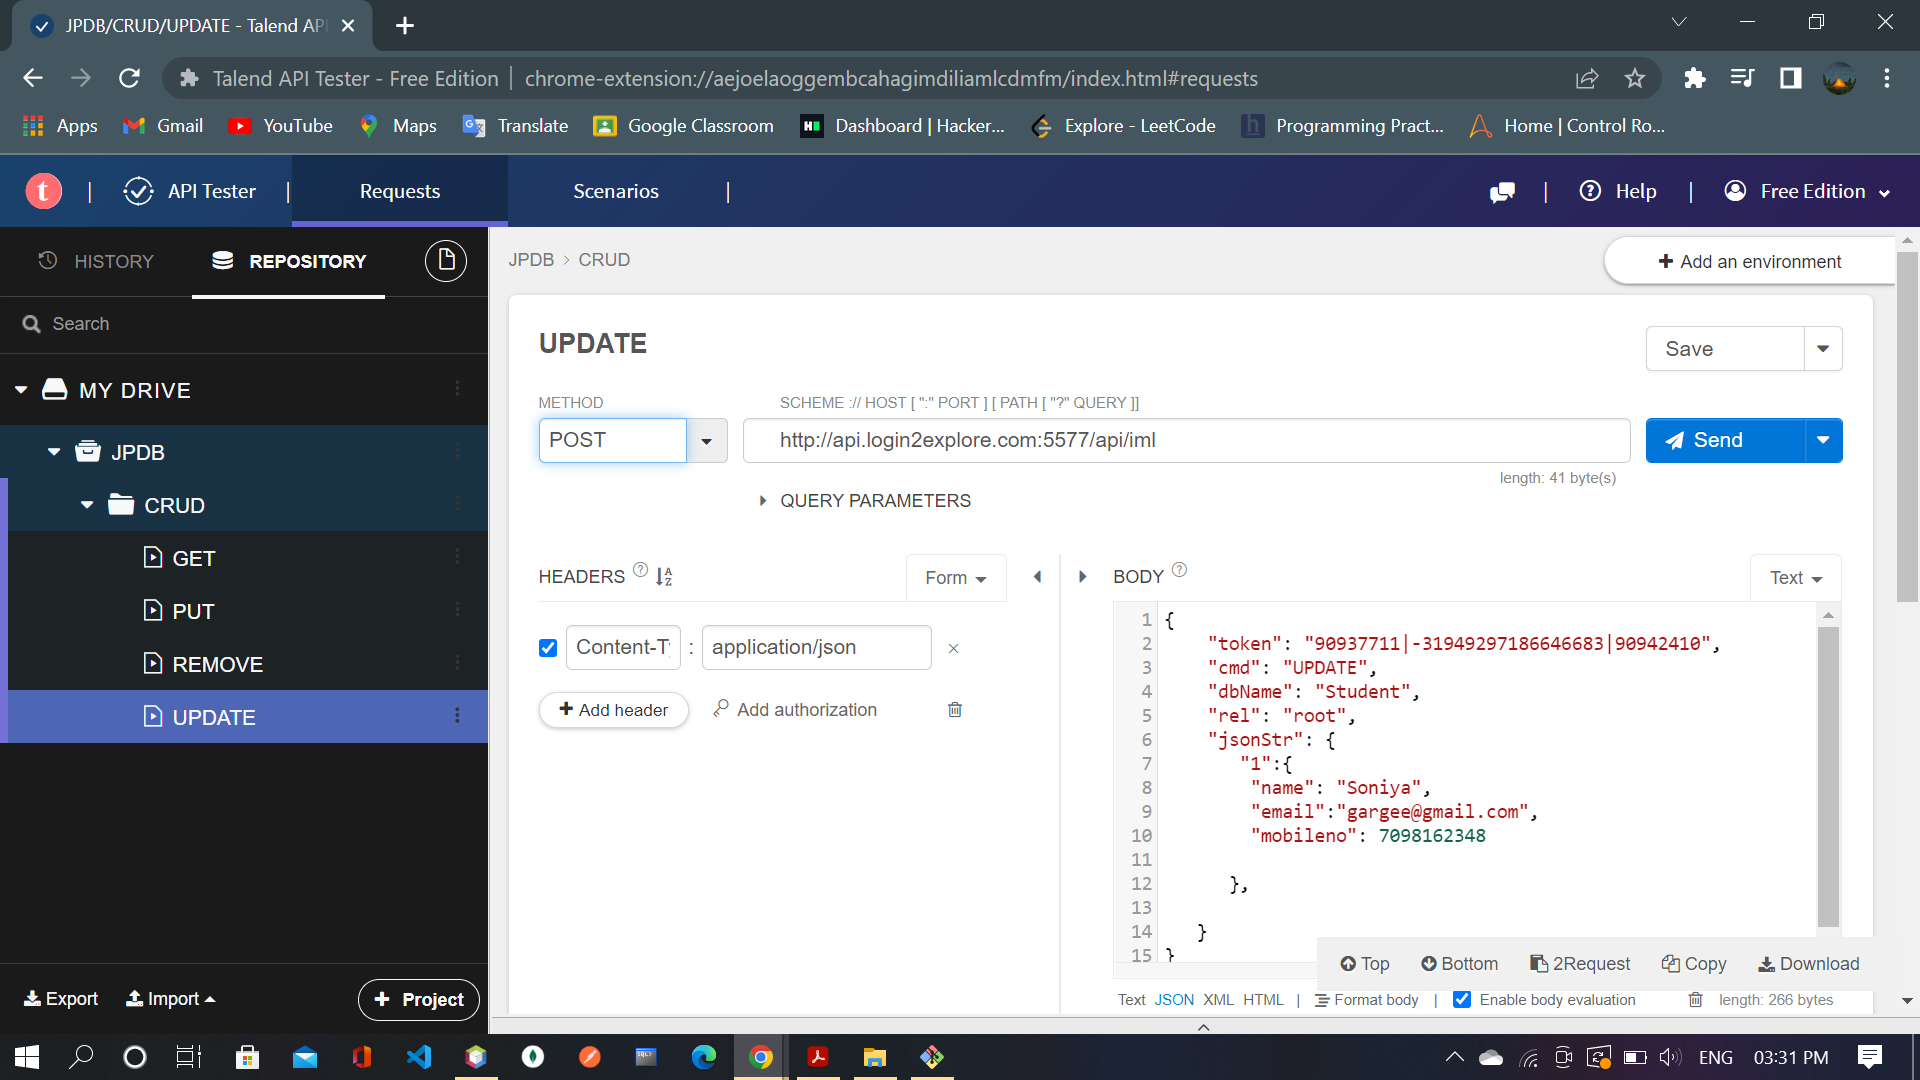 JPDB/CRUD/UPDATE - Talend API
Talend API Tester - Free Edition | chrome-extension://aejoelaoggembcahagimdiliamlcdmfm/index.html#requests
Apps Gmail YouTube Maps Translate Google Classroom Dashboard | Hacker... Explore - LeetCode Programming Pract... Home | Control Ro...
t | API Tester | Requests Scenarios | | Help | Free Edition
HISTORY REPOSITORY
Search
MY DRIVE
JPDB
CRUD
GET
PUT
REMOVE
UPDATE
Export Import + Project
JPDB > CRUD
+ Add an environment
UPDATE
Save
METHOD SCHEME :// HOST [ ":" PORT ] [ PATH [ "?" QUERY ]]
POST http://api.login2explore.com:5577/api/iml Send
length: 41 byte(s)
QUERY PARAMETERS
HEADERS ? Form
Content-Ty : application/json ×
+ Add header Add authorization
BODY ? Text
1 {
2 "token": "90937711|-31949297186646683|90942410",
3 "cmd": "UPDATE",
4 "dbName": "Student",
5 "rel": "root",
6 "jsonStr": {
7 "1":{
8 "name": "Soniya",
9 "email":"gargee@gmail.com",
10 "mobileno": 7098162348
11
12 },
13
14 }
15 }
Top Bottom 2Request Copy Download
Text JSON XML HTML | Format body | Enable body evaluation length: 266 bytes
ENG 03:31 PM